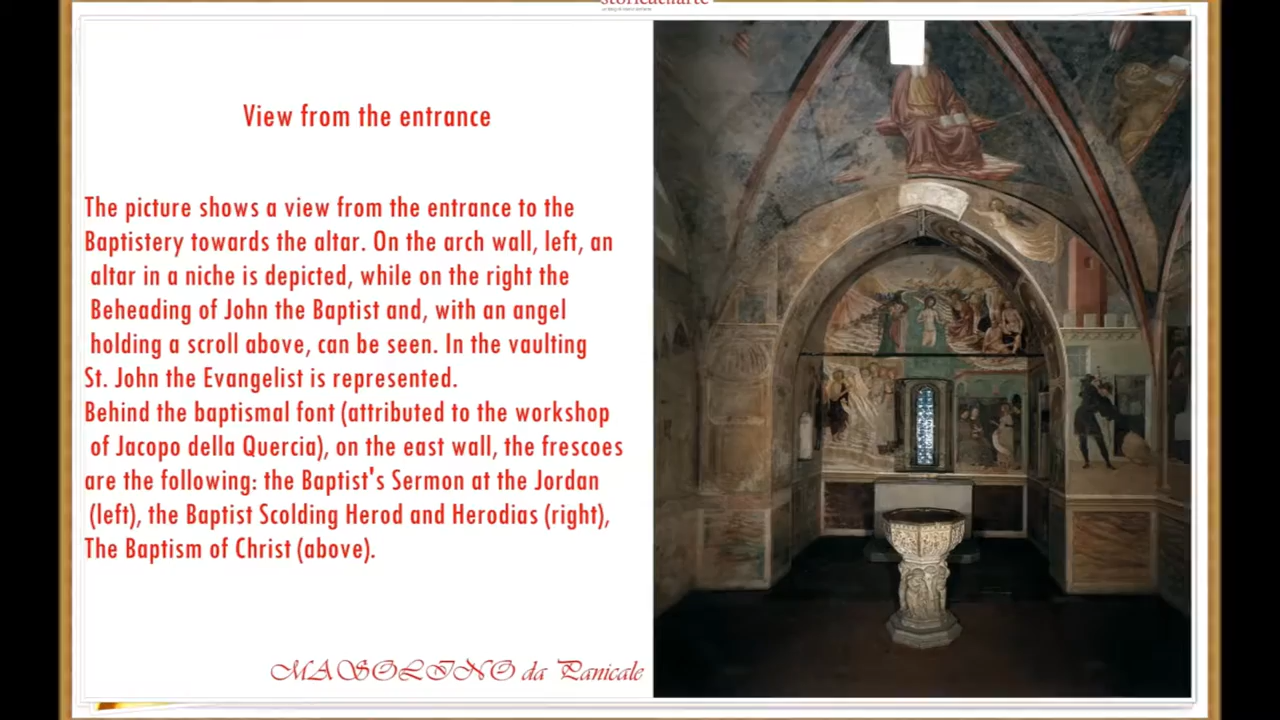 storiadellarte
View from the entrance
The picture shows a view from the entrance to the
Baptistery towards the altar. On the arch wall, left, an
altar in a niche is depicted, while on the right the
Beheading of John the Baptist and, with an angel
holding a scroll above, can be seen. In the vaulting
St. John the Evangelist is represented.
Behind the baptismal font (attributed to the workshop
of Jacopo della Quercia), on the east wall, the frescoes
are the following: the Baptist's Sermon at the Jordan
(left), the Baptist Scolding Herod and Herodias (right),
The Baptism of Christ (above).
MASOLINO da Panicale